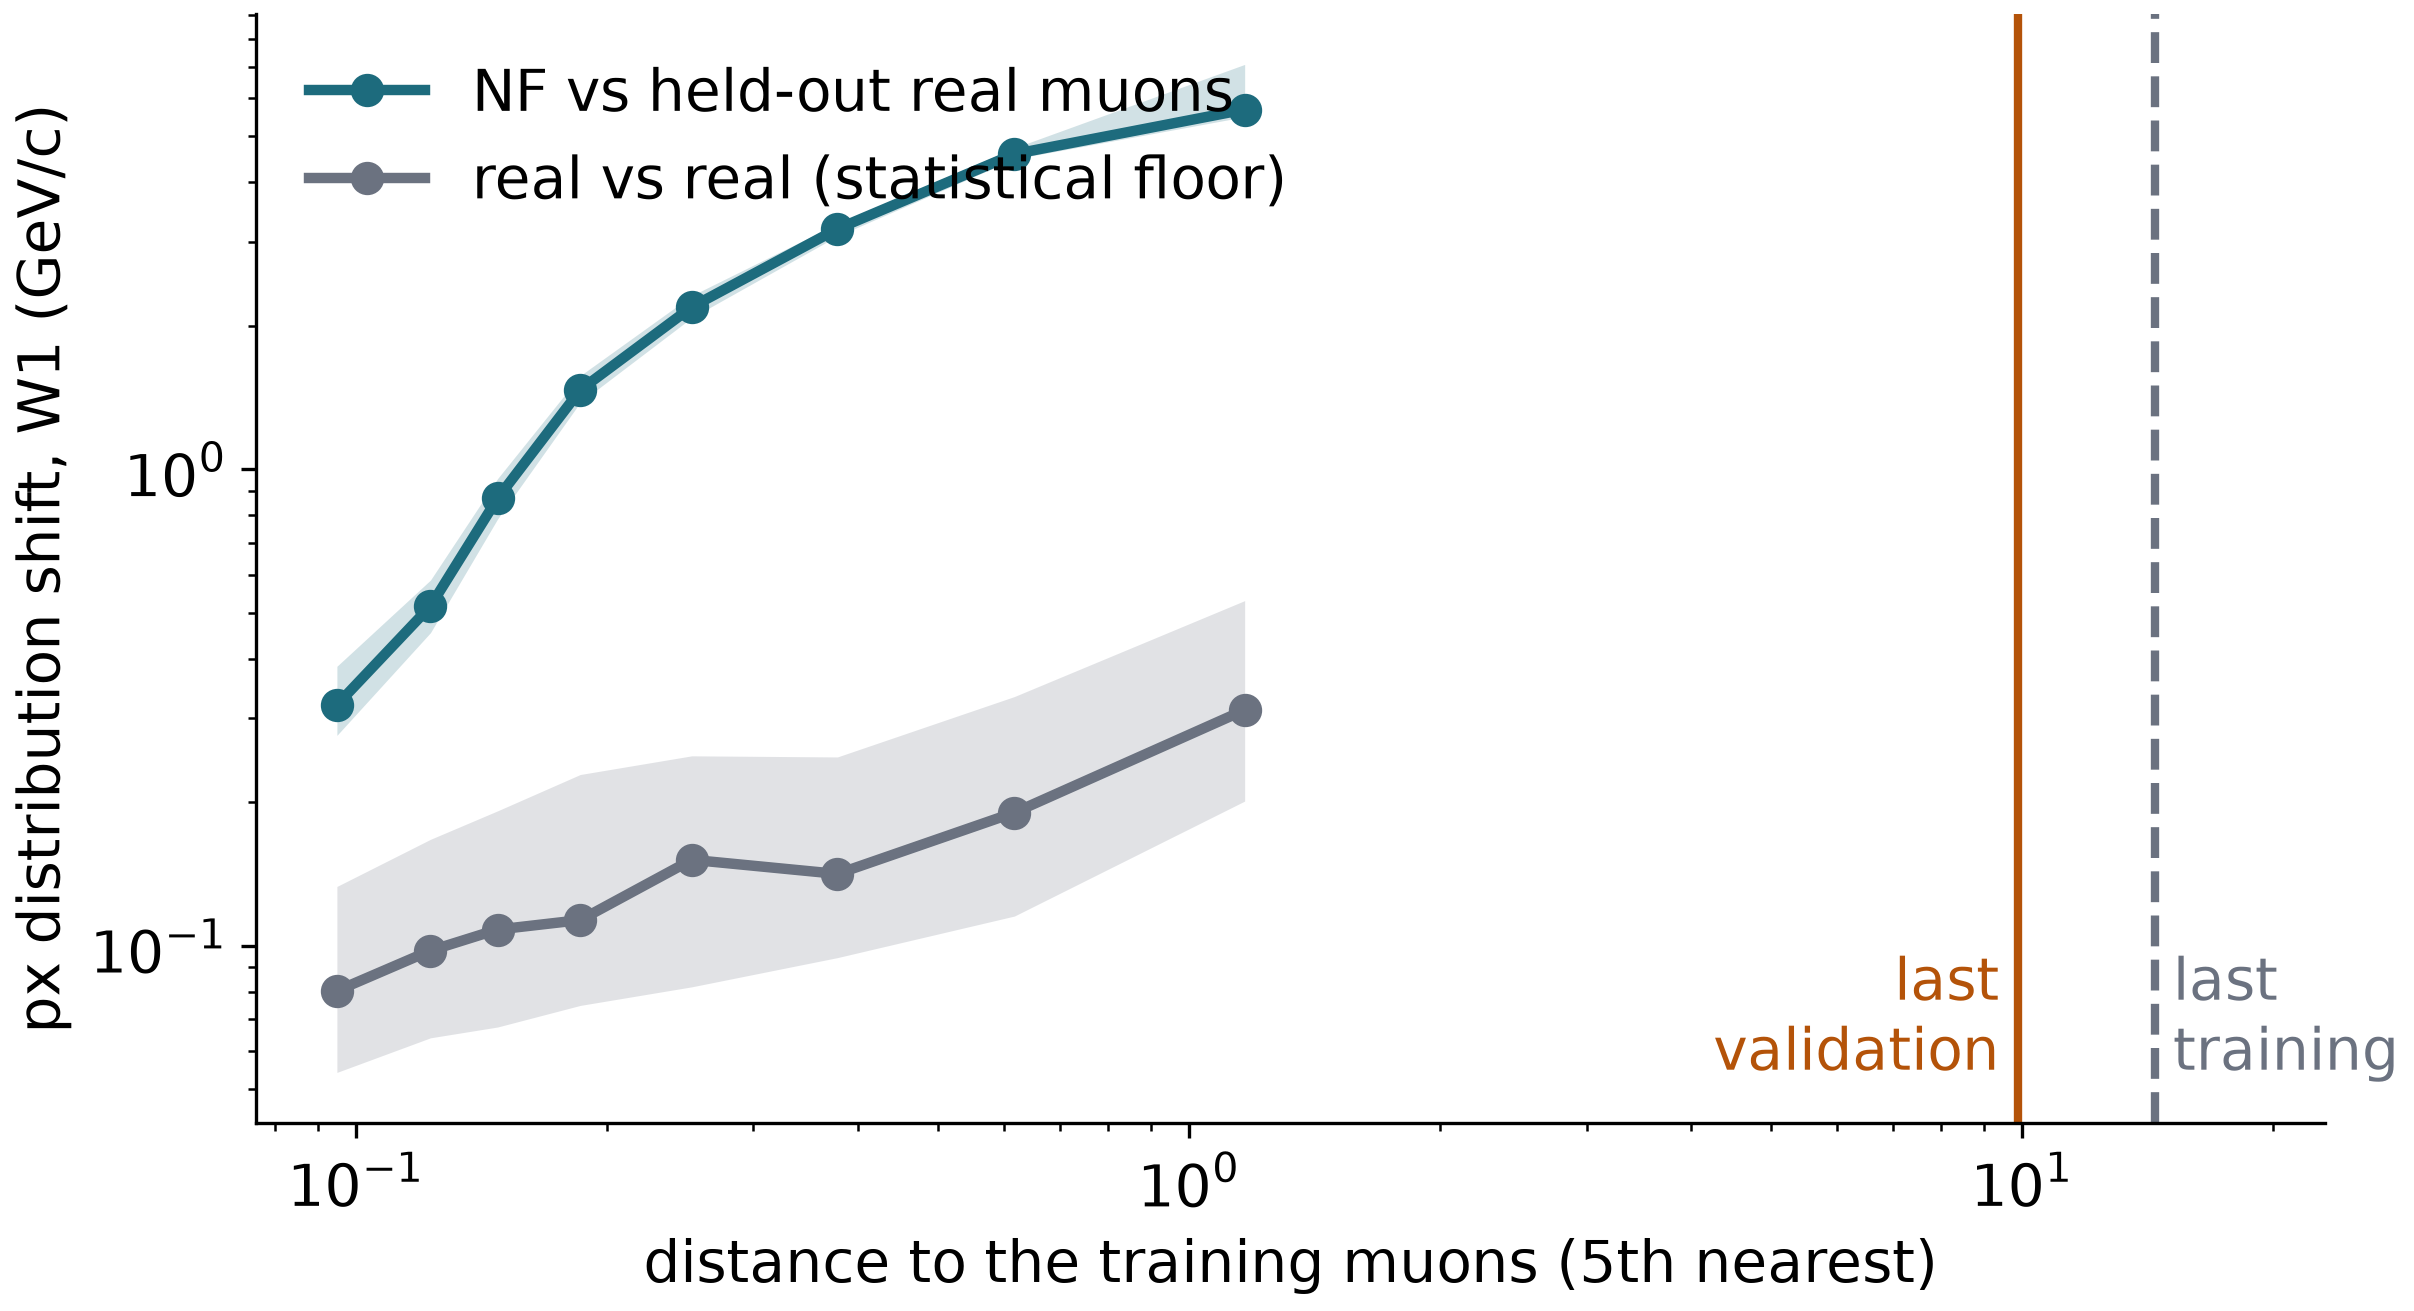 NF vs held-out real muons
real vs real (statistical floor)
px distribution shift, W1 (GeV/c)
10⁰
10⁻¹
last
validation
last
training
10⁻¹
10⁰
10¹
distance to the training muons (5th nearest)